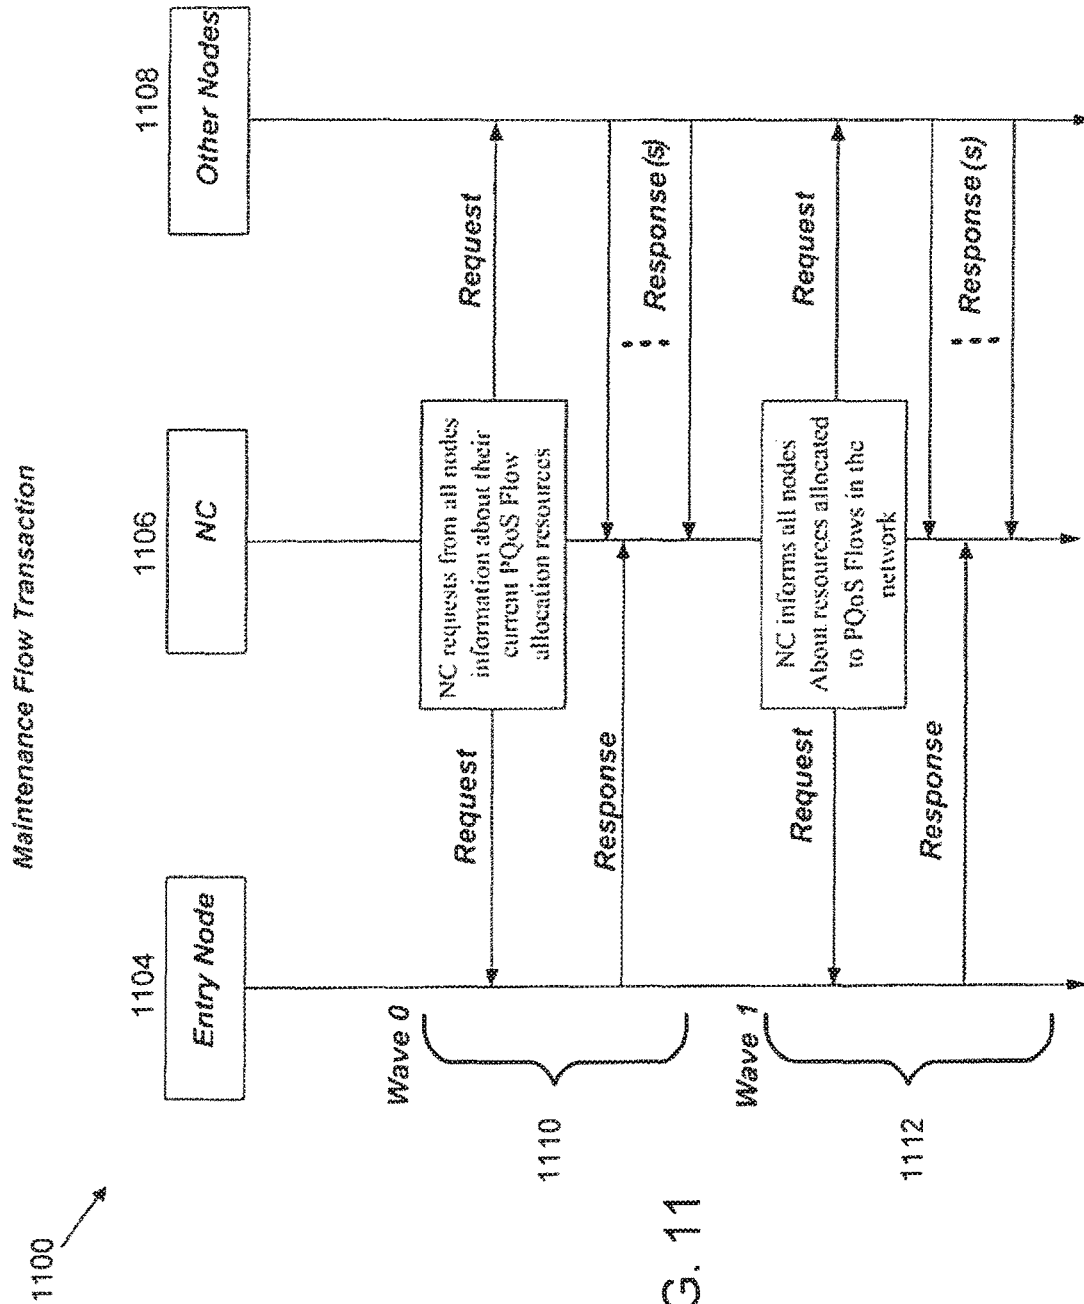 Maintenance Flow Transaction
1100
1104
Entry Node
1106
NC
1108
Other Nodes
Wave 0
1110
NC requests from all nodes
information about their
current PQoS Flow
allocation resources
Request
Request
Response
Response(s)
Wave 1
1112
NC informs all nodes
About resources allocated
to PQoS Flows in the
network
Request
Request
Response
Response(s)
G. 11